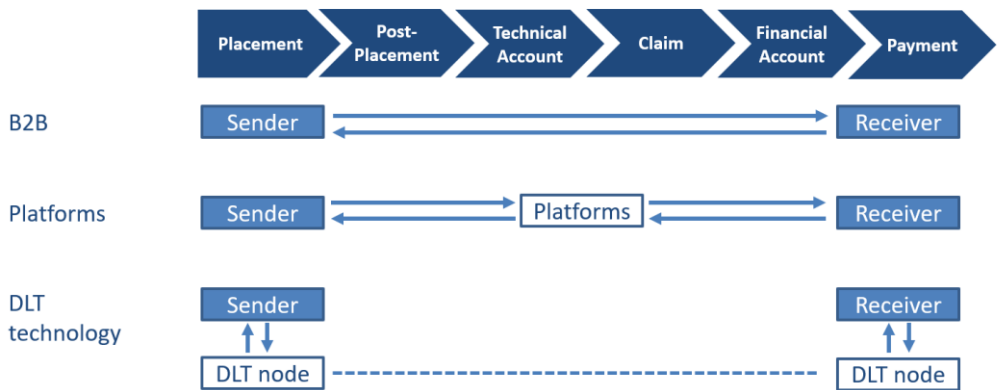 Placement
Post-
Placement
Technical
Account
Claim
Financial
Account
Payment
B2B
Sender
Receiver
Platforms
Sender
Platforms
Receiver
DLT
technology
Sender
Receiver
DLT node
DLT node